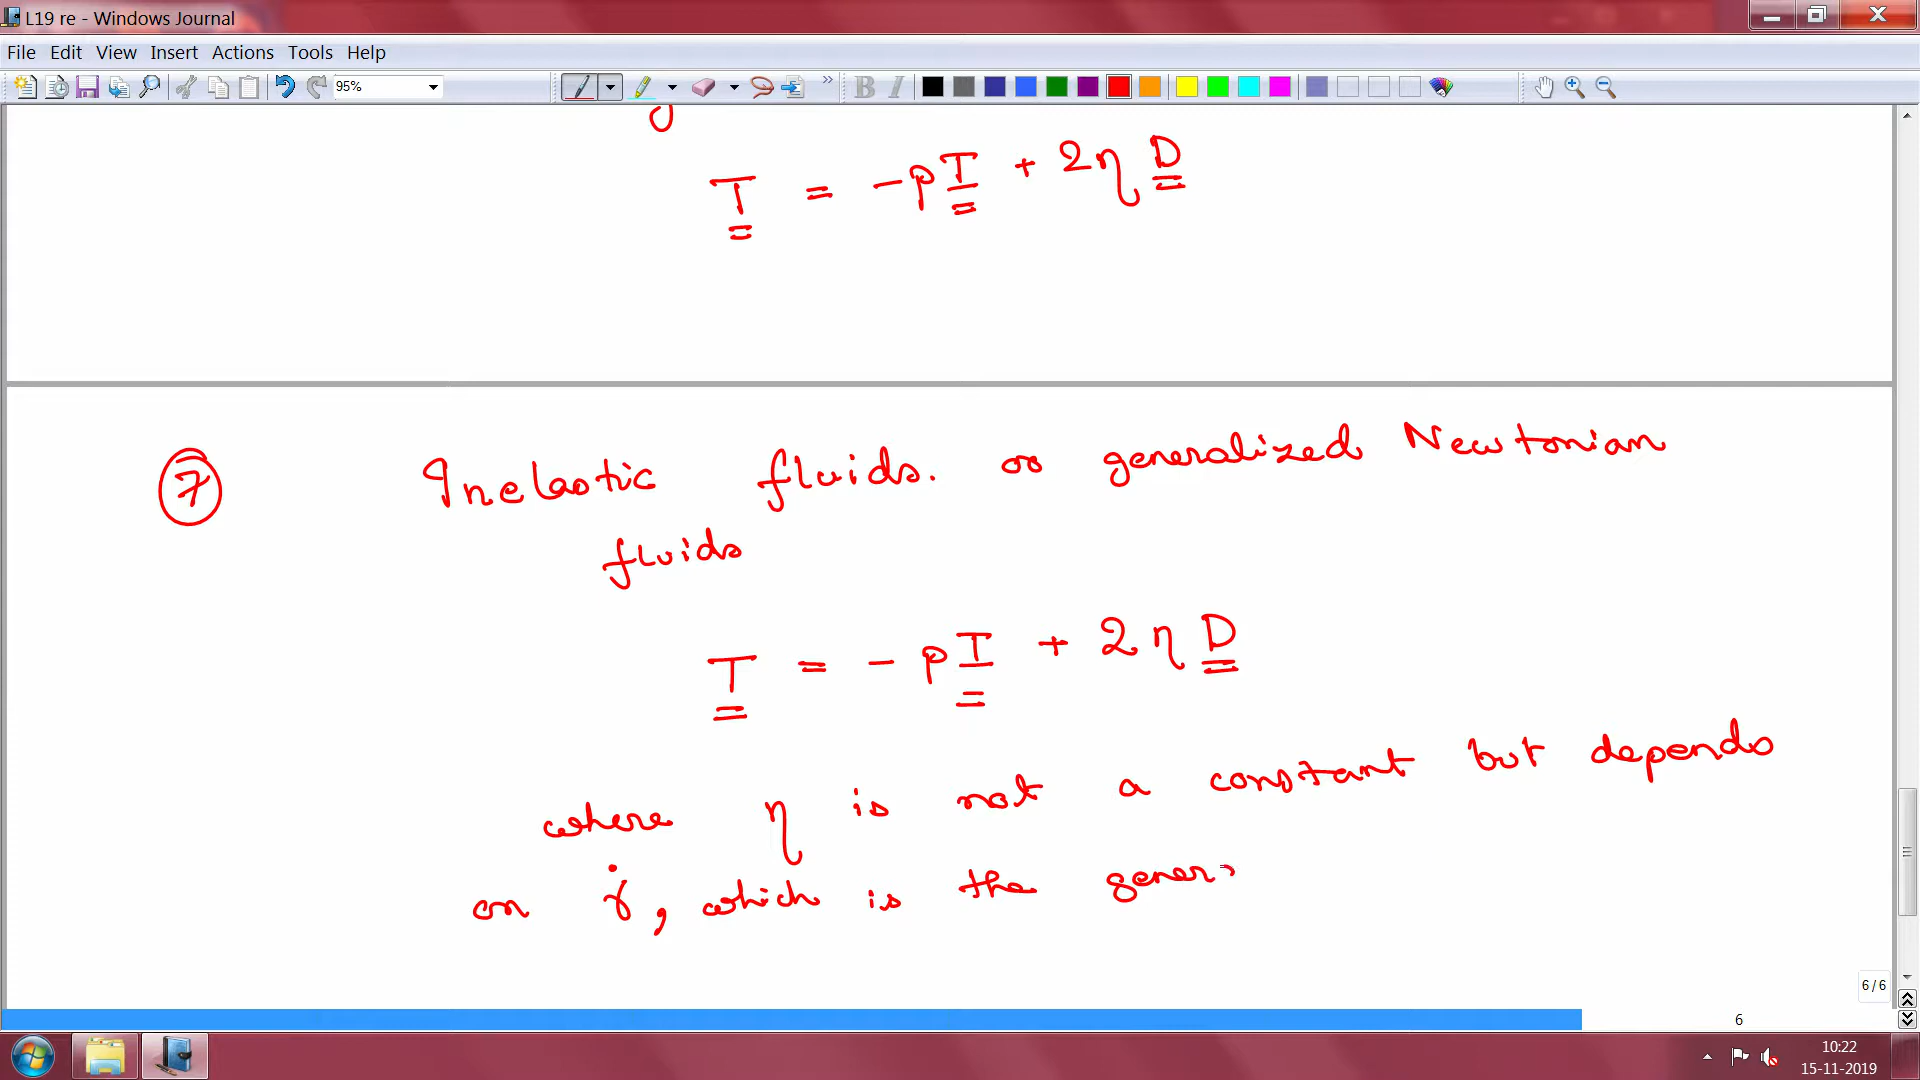 L19 re - Windows Journal
File Edit View Insert Actions Tools Help
95%
T = -pI + 2η D
⑦ Inelastic fluids. or generalized Newtonian
fluids
T = - pI + 2 η D
where η is not a constant but depends
on γ̇, which is the gener
6 / 6
6
10:22
15-11-2019